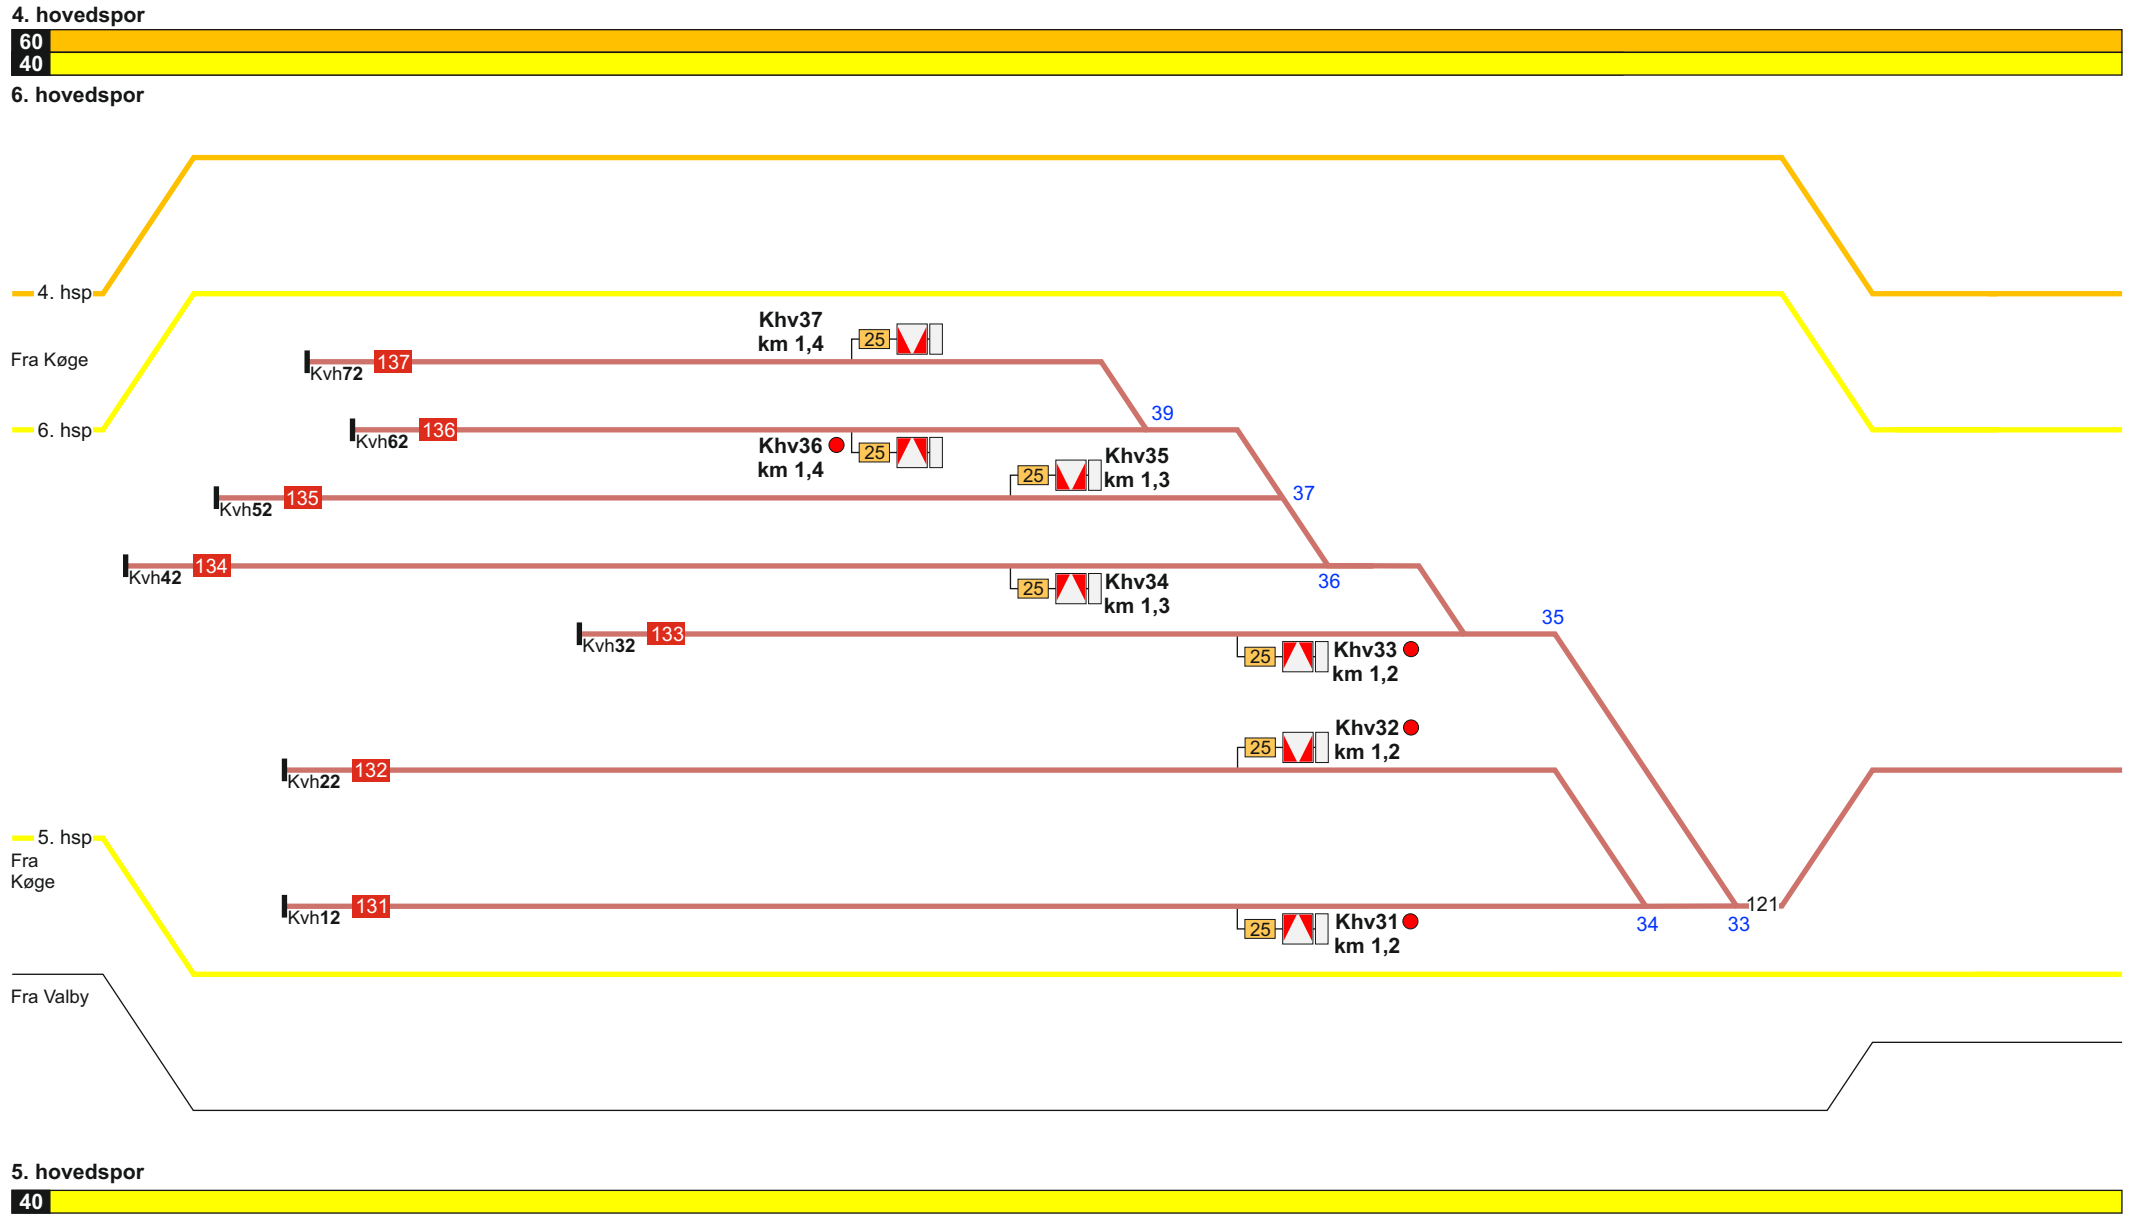 4. hovedspor
60
40
6. hovedspor
4. hsp
Fra Køge
6. hsp
Khv37
km 1,4
25
Kvh72
137
39
Kvh62
136
Khv36
km 1,4
25
Khv35
km 1,3
25
Kvh52
135
37
Kvh42
134
25
Khv34
km 1,3
36
35
Kvh32
133
25
Khv33
km 1,2
Khv32
km 1,2
25
Kvh22
132
5. hsp
Fra
Køge
Kvh12
131
25
Khv31
km 1,2
34
33
121
Fra Valby
5. hovedspor
40